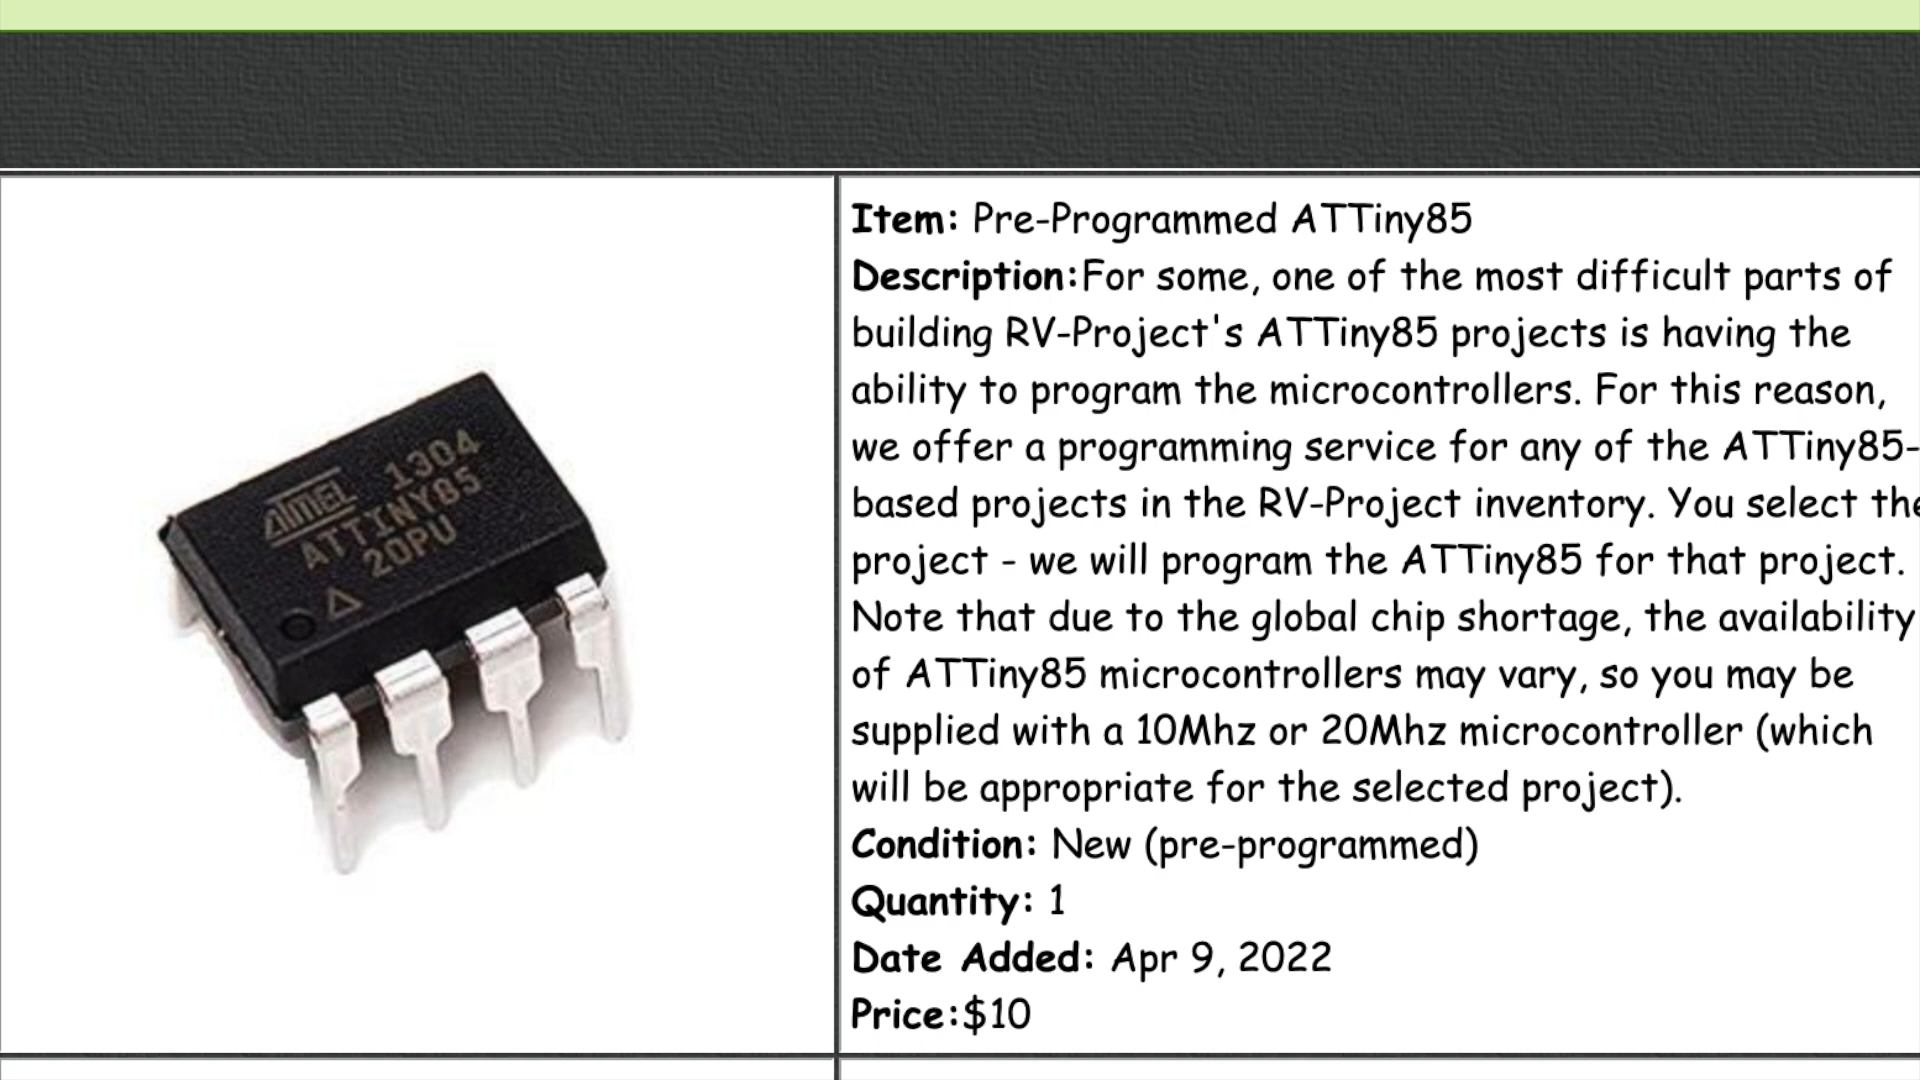 ATMEL 1304
ATTINY85
20PU
Item: Pre-Programmed ATTiny85
Description:For some, one of the most difficult parts of
building RV-Project's ATTiny85 projects is having the
ability to program the microcontrollers. For this reason,
we offer a programming service for any of the ATTiny85-
based projects in the RV-Project inventory. You select the
project - we will program the ATTiny85 for that project.
Note that due to the global chip shortage, the availability
of ATTiny85 microcontrollers may vary, so you may be
supplied with a 10Mhz or 20Mhz microcontroller (which
will be appropriate for the selected project).
Condition: New (pre-programmed)
Quantity: 1
Date Added: Apr 9, 2022
Price:$10